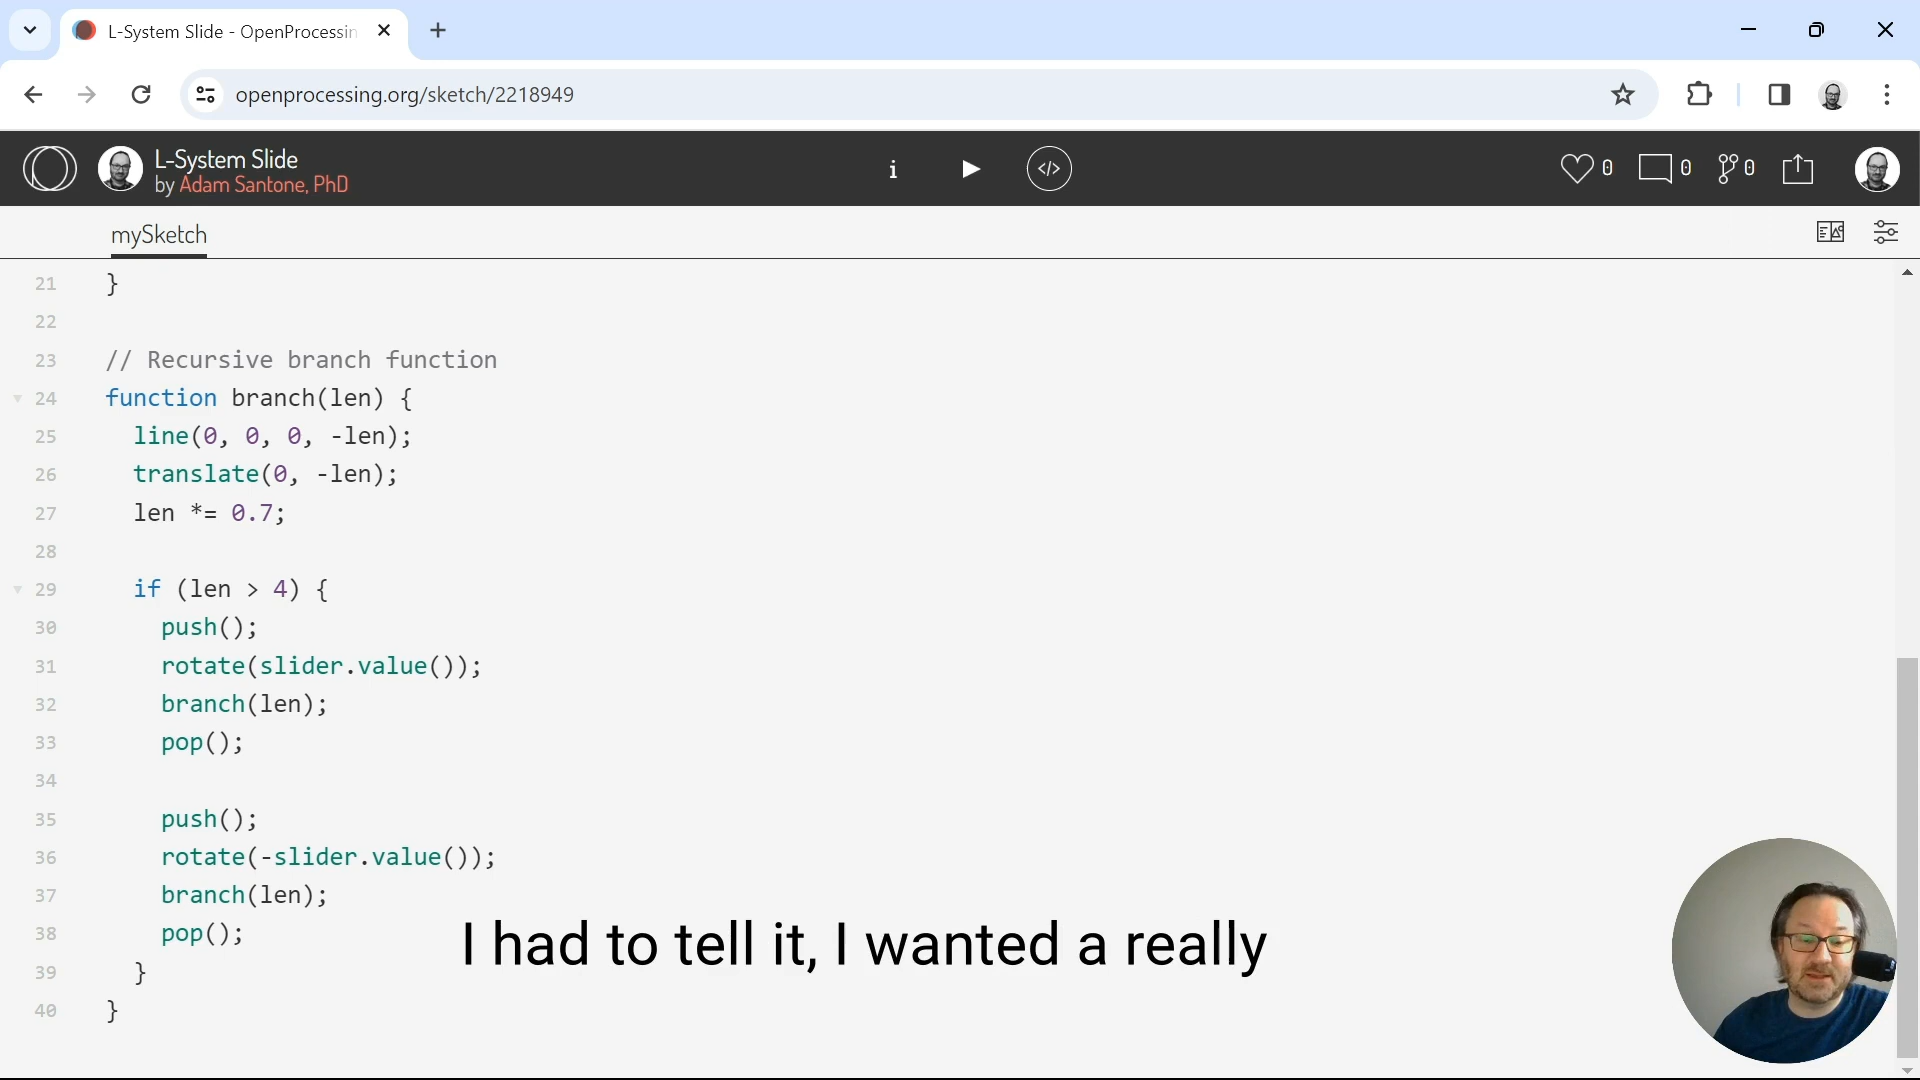 L-System Slide - OpenProcessin
openprocessing.org/sketch/2218949
L-System Slide
by Adam Santone, PhD
i
</>
0
0
0
mySketch
21 }
22
23 // Recursive branch function
24 function branch(len) {
25 line(0, 0, 0, -len);
26 translate(0, -len);
27 len *= 0.7;
28
29 if (len > 4) {
30 push();
31 rotate(slider.value());
32 branch(len);
33 pop();
34
35 push();
36 rotate(-slider.value());
37 branch(len);
38 pop();
39 }
40 }
I had to tell it, I wanted a really